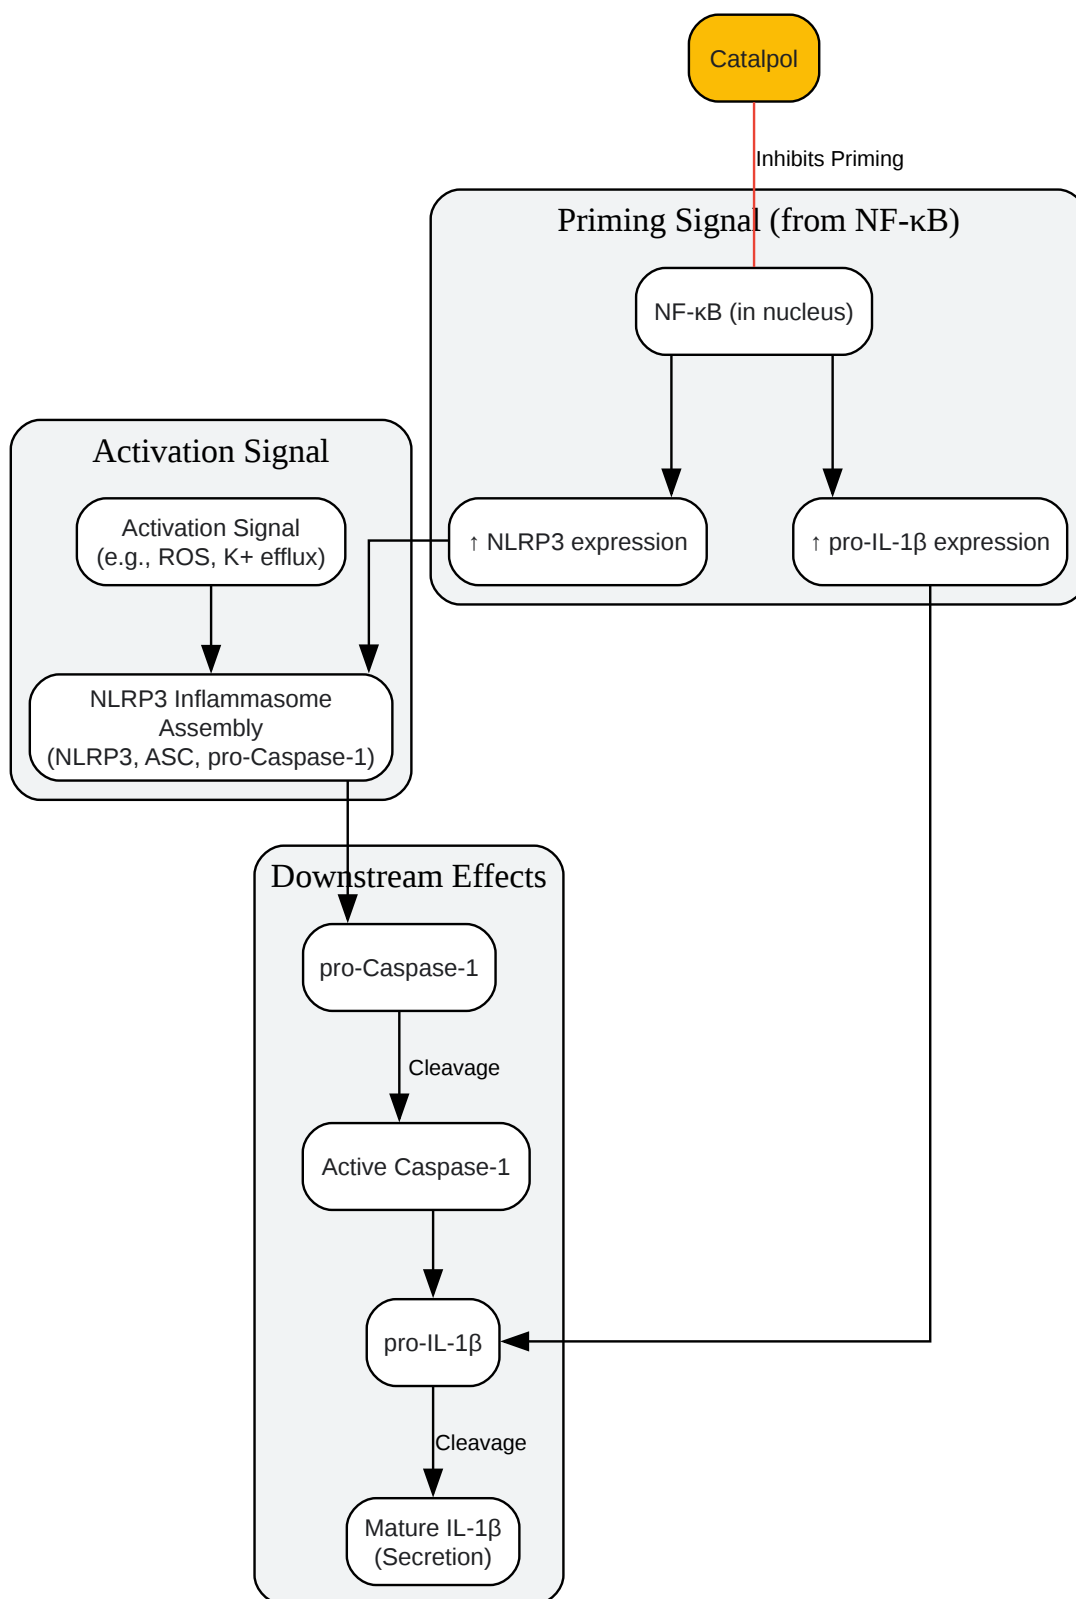 Catalpol
Inhibits Priming
Priming Signal (from NF-κB)
NF-κB (in nucleus)
Activation Signal
Activation Signal
(e.g., ROS, K+ efflux)
↑ NLRP3 expression
↑ pro-IL-1β expression
NLRP3 Inflammasome
Assembly
(NLRP3, ASC, pro-Caspase-1)
Downstream Effects
pro-Caspase-1
Cleavage
Active Caspase-1
pro-IL-1β
Cleavage
Mature IL-1β
(Secretion)